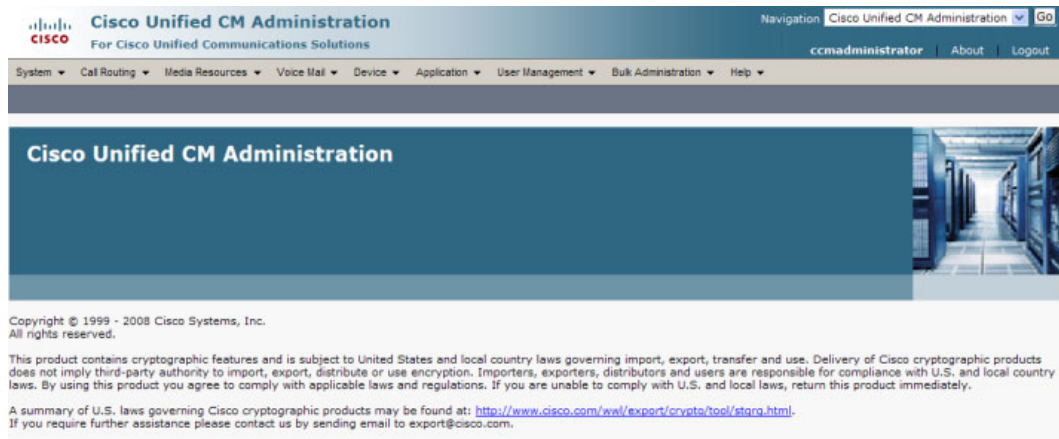 Cisco Unified CM Administration
Navigation Cisco Unified CM Administration Go
CISCO
For Cisco Unified Communications Solutions
ccmadministrator | About | Logout
System Call Routing Media Resources Voice Mail Device Application User Management Bulk Administration Help
Cisco Unified CM Administration
Copyright © 1999 - 2008 Cisco Systems, Inc.
All rights reserved.
This product contains cryptographic features and is subject to United States and local country laws governing import, export, transfer and use. Delivery of Cisco cryptographic products
does not imply third-party authority to import, export, distribute or use encryption. Importers, exporters, distributors and users are responsible for compliance with U.S. and local country
laws. By using this product you agree to comply with applicable laws and regulations. If you are unable to comply with U.S. and local laws, return this product immediately.
A summary of U.S. laws governing Cisco cryptographic products may be found at: http://www.cisco.com/wwl/export/crypto/tool/stqrg.html.
If you require further assistance please contact us by sending email to export@cisco.com.